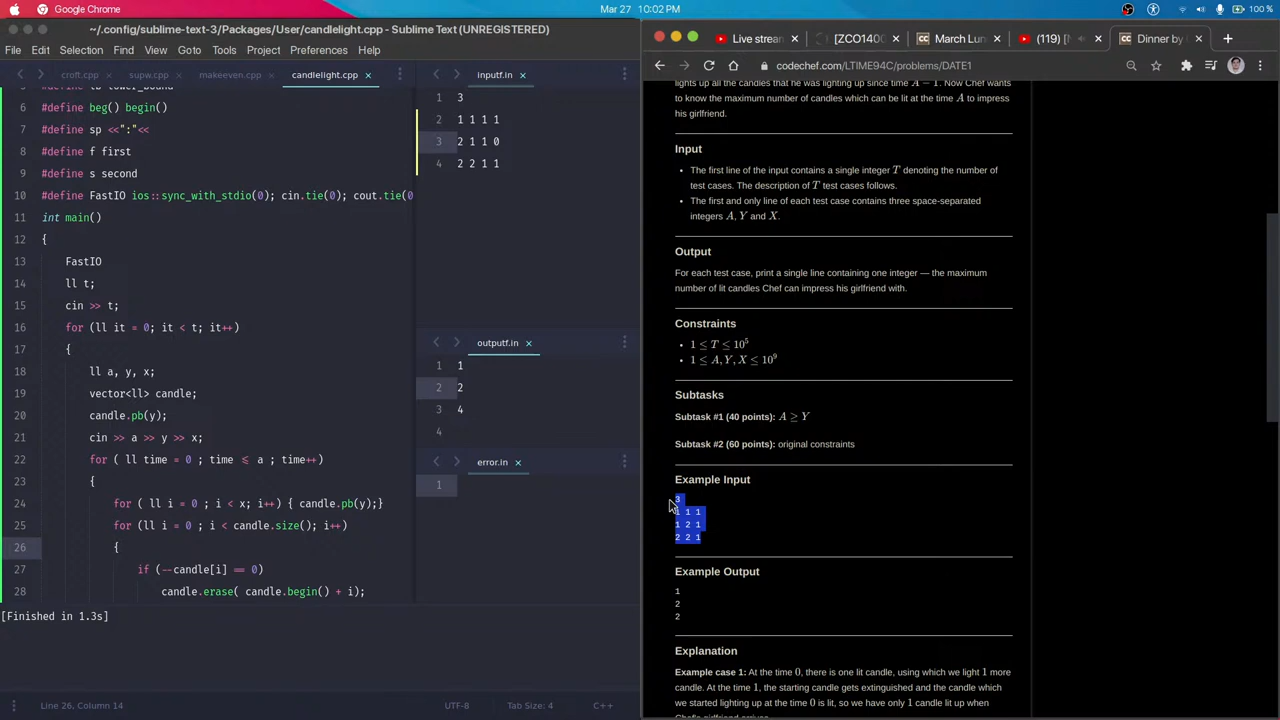 Google Chrome
Mar 27 10:02 PM
100 %
~/.config/sublime-text-3/Packages/User/candlelight.cpp - Sublime Text (UNREGISTERED)
File Edit Selection Find View Goto Tools Project Preferences Help
croft.cpp supw.cpp makeeven.cpp candlelight.cpp
6 #define beg() begin()
7 #define sp <<":"<<
8 #define f first
9 #define s second
10 #define FastIO ios::sync_with_stdio(0); cin.tie(0); cout.tie(0
11 int main()
12 {
13 FastIO
14 ll t;
15 cin >> t;
16 for (ll it = 0; it < t; it++)
17 {
18 ll a, y, x;
19 vector<ll> candle;
20 candle.pb(y);
21 cin >> a >> y >> x;
22 for ( ll time = 0 ; time <= a ; time++)
23 {
24 for ( ll i = 0 ; i < x; i++) { candle.pb(y);}
25 for (ll i = 0 ; i < candle.size(); i++)
26 {
27 if (--candle[i] == 0)
28 candle.erase( candle.begin() + i);
[Finished in 1.3s]
Line 26, Column 14
UTF-8 Tab Size: 4 C++
inputf.in
1 3
2 1 1 1 1
3 2 1 1 0
4 2 2 1 1
outputf.in
1 1
2 2
3 4
4
error.in
1
Live stream
[ZCO1400
March Lun
(119) [
Dinner by
codechef.com/LTIME94C/problems/DATE1
lights up all the candles that he was lighting up since time A − 1. Now Chef wants
to know the maximum number of candles which can be lit at the time A to impress
his girlfriend.
Input
• The first line of the input contains a single integer T denoting the number of
test cases. The description of T test cases follows.
• The first and only line of each test case contains three space-separated
integers A, Y and X.
Output
For each test case, print a single line containing one integer — the maximum
number of lit candles Chef can impress his girlfriend with.
Constraints
• 1 ≤ T ≤ 10⁵
• 1 ≤ A, Y, X ≤ 10⁹
Subtasks
Subtask #1 (40 points): A ≥ Y
Subtask #2 (60 points): original constraints
Example Input
3
1 1 1
1 2 1
2 2 1
Example Output
1
2
2
Explanation
Example case 1: At the time 0, there is one lit candle, using which we light 1 more
candle. At the time 1, the starting candle gets extinguished and the candle which
we started lighting up at the time 0 is lit, so we have only 1 candle lit up when